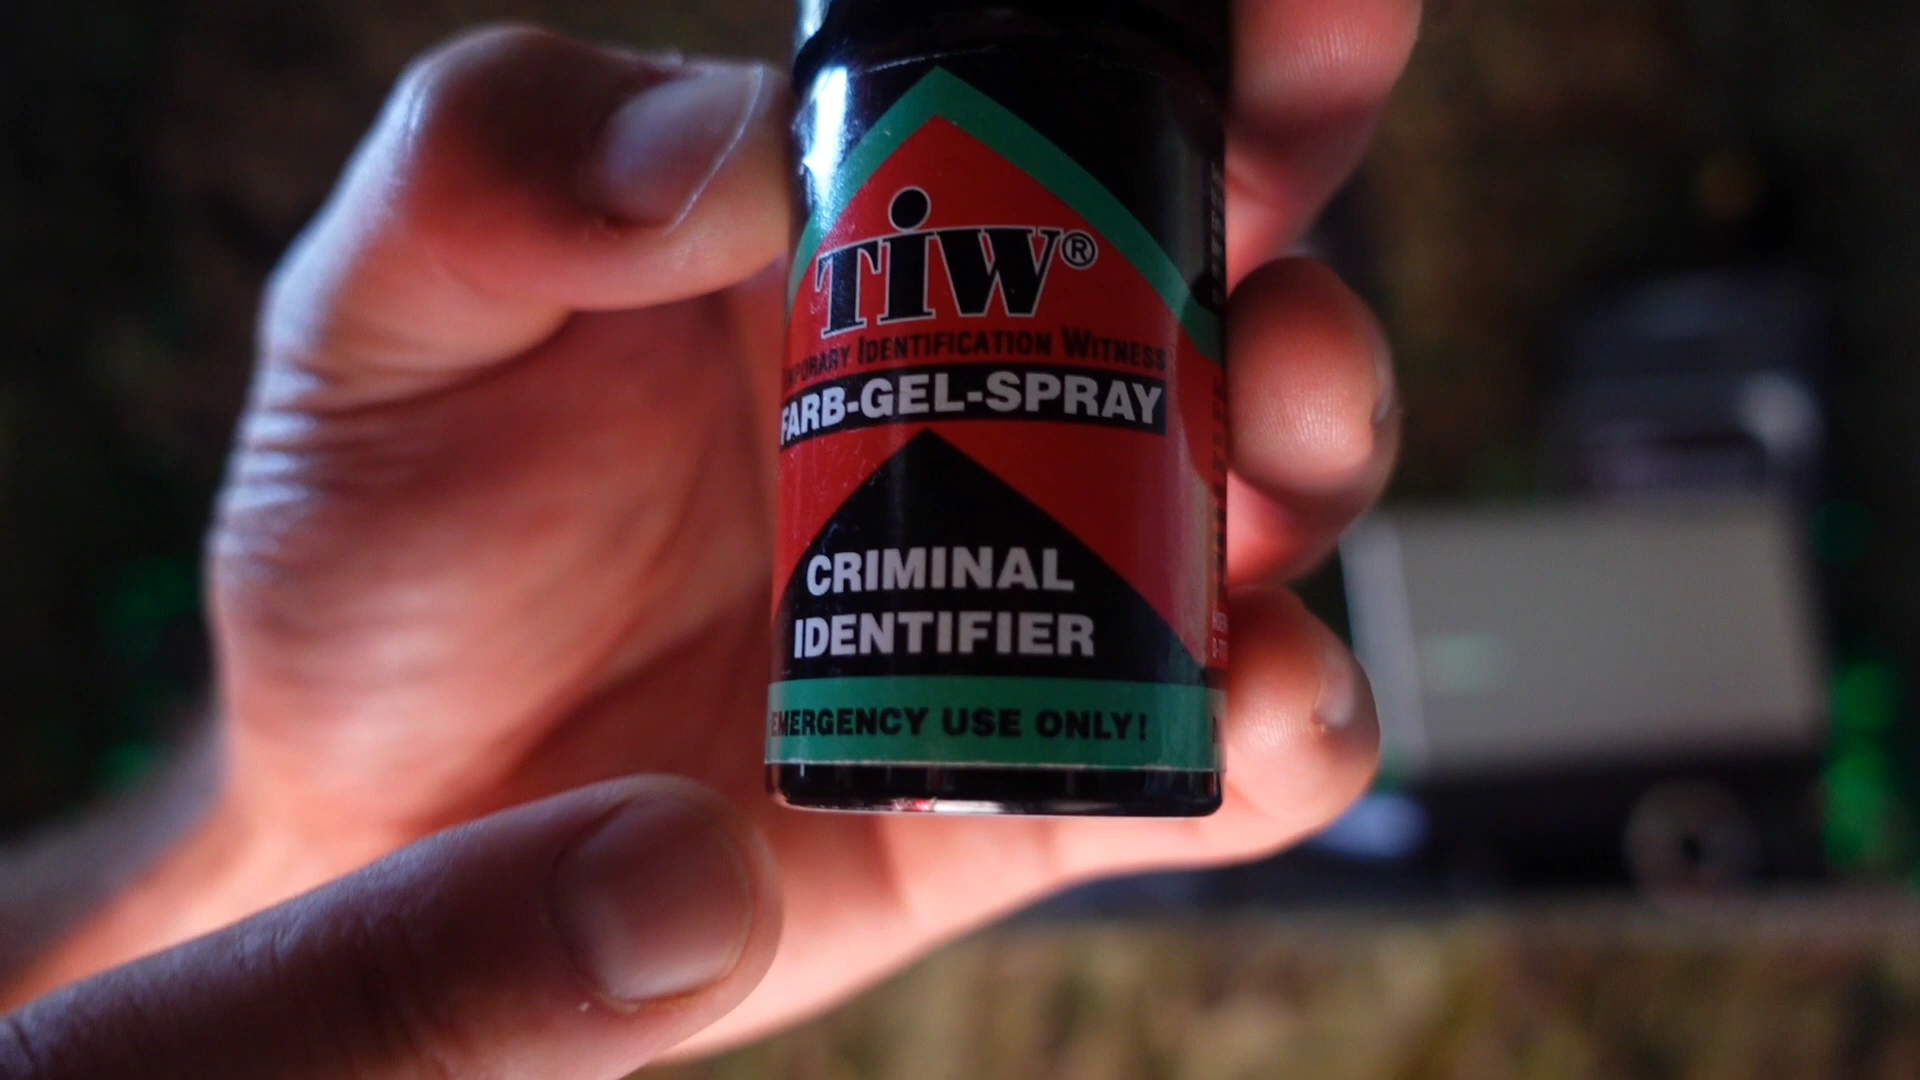 TiW®
IDENTIFICATION WITNESS
FARB-GEL-SPRAY
CRIMINAL
IDENTIFIER
EMERGENCY USE ONLY!